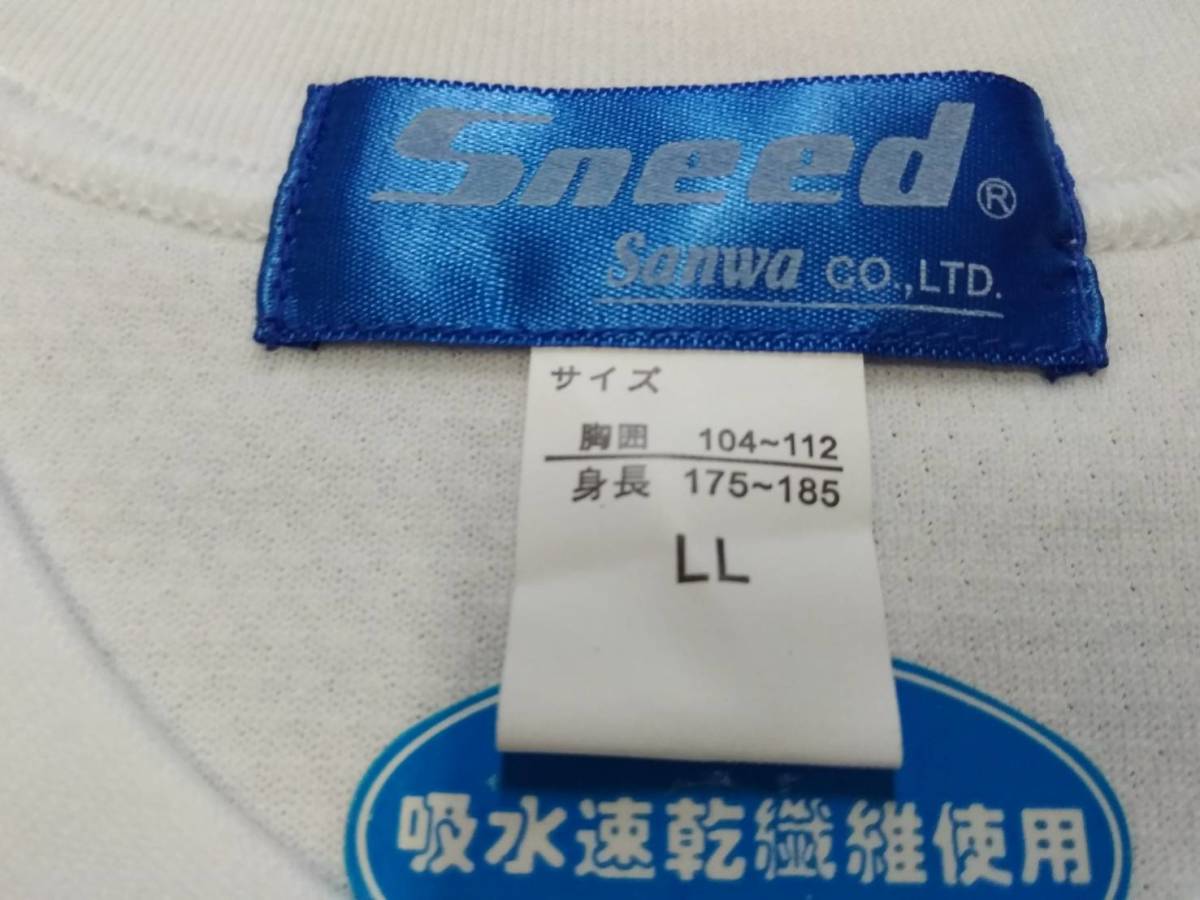 Sneed®
Sanwa CO.,LTD.
サイズ
胸囲 104~112
身長 175~185
LL
吸水速乾繊維使用